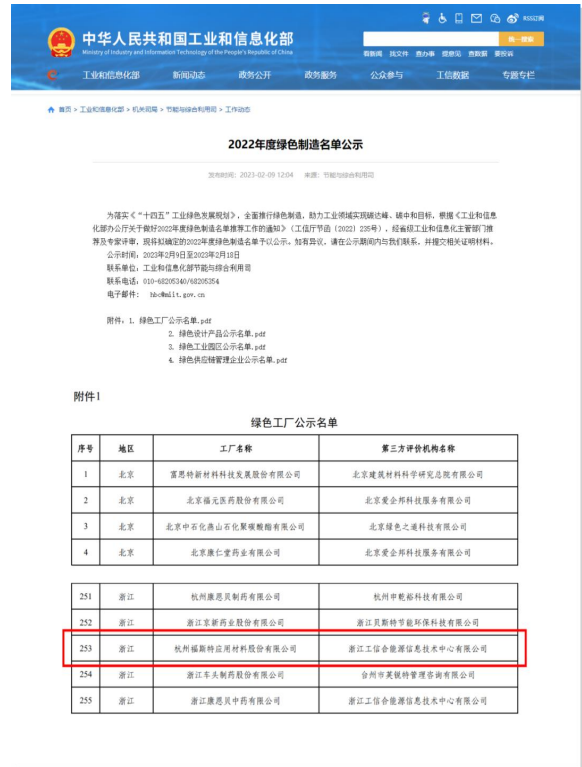 RSS订阅
中华人民共和国工业和信息化部
Ministry of Industry and Information Technology of the People's Republic of China
统一搜索
看新闻 找文件 查办事 提意见 查数据 要投诉
工业和信息化部 新闻动态 政务公开 政务服务 公众参与 工信数据 专题专栏
首页 > 工业和信息化部 > 机关司局 > 节能与综合利用司 > 工作动态
2022年度绿色制造名单公示
发布时间：2023-02-09 12:04 来源：节能与综合利用司
为落实《“十四五”工业绿色发展规划》，全面推行绿色制造，助力工业领域实现碳达峰、碳中和目标，根据《工业和信息
化部办公厅关于做好2022年度绿色制造名单推荐工作的通知》（工信厅节函〔2022〕235号），经省级工业和信息化主管部门推
荐及专家评审，现将拟确定的2022年度绿色制造名单予以公示。如有异议，请在公示期间内与我们联系，并提交相关证明材料。
公示时间：2023年2月9日至2023年2月18日
联系单位：工业和信息化部节能与综合利用司
联系电话：010-68205340/68205354
电子邮件： hbc@miit.gov.cn
附件：1. 绿色工厂公示名单.pdf
2. 绿色设计产品公示名单.pdf
3. 绿色工业园区公示名单.pdf
4. 绿色供应链管理企业公示名单.pdf
附件1
绿色工厂公示名单
序号 地区 工厂名称 第三方评价机构名称
1 北京 富思特新材料科技发展股份有限公司 北京建筑材料科学研究总院有限公司
2 北京 北京福元医药股份有限公司 北京爱企邦科技服务有限公司
3 北京 北京中石化燕山石化聚碳酸酯有限公司 北京绿色之道科技有限公司
4 北京 北京康仁堂药业有限公司 北京爱企邦科技服务有限公司
251 浙江 杭州康恩贝制药有限公司 杭州申乾裕科技有限公司
252 浙江 浙江京新药业股份有限公司 浙江贝斯特节能环保科技有限公司
253 浙江 杭州福斯特应用材料股份有限公司 浙江工信合能源信息技术中心有限公司
254 浙江 浙江车头制药股份有限公司 台州市英锐特管理咨询有限公司
255 浙江 浙江康恩贝中药有限公司 浙江工信合能源信息技术中心有限公司